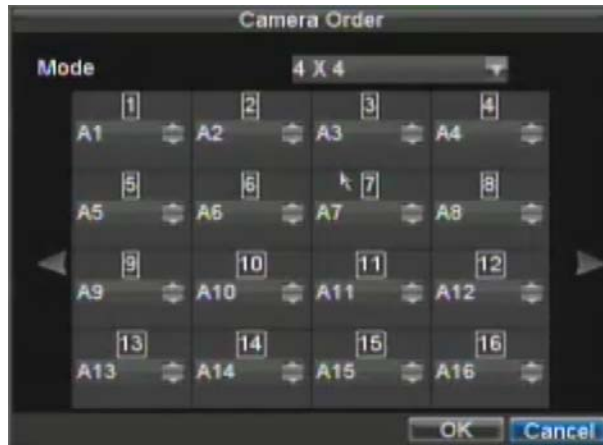 Camera Order
Mode 4 X 4
1 2 3 4
A1 A2 A3 A4
5 6 7 8
A5 A6 A7 A8
9 10 11 12
A9 A10 A11 A12
13 14 15 16
A13 A14 A15 A16
OK Cancel